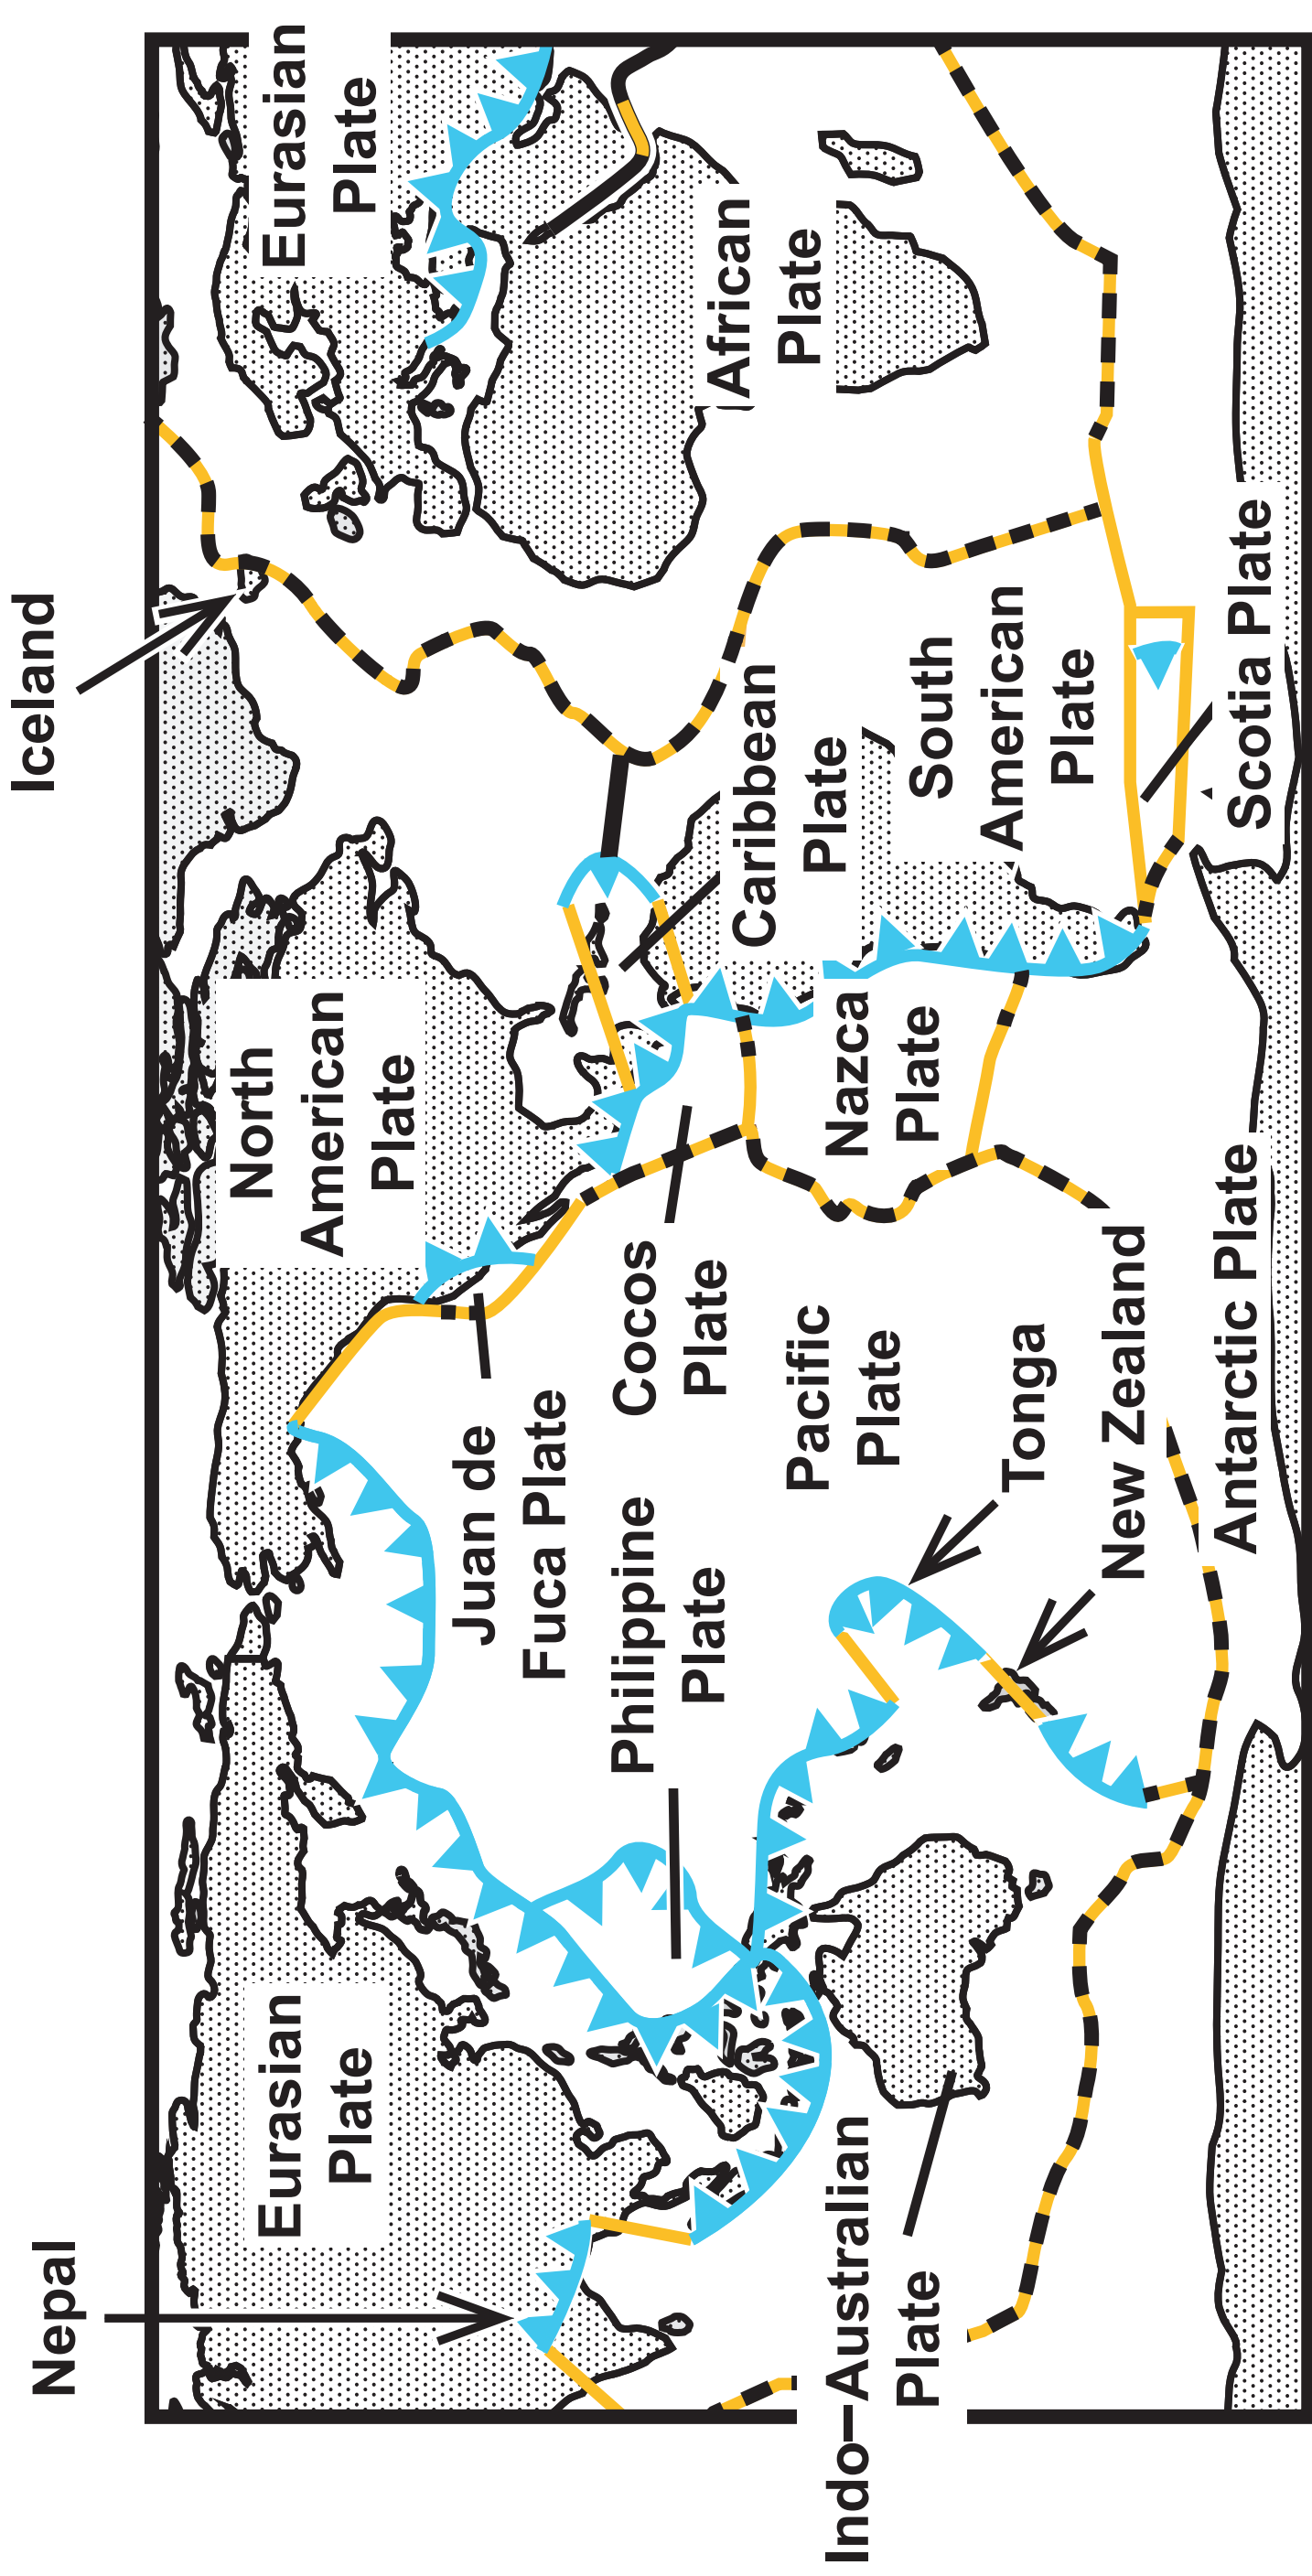 Nepal
Iceland
Eurasian
Plate
North
American
Plate
Eurasian
Plate
Juan de
Fuca Plate
Philippine
Plate
Cocos
Plate
Caribbean
Plate
African
Plate
Pacific
Plate
Nazca
Plate
South
American
Plate
Indo–Australian
Plate
Tonga
New Zealand
Antarctic Plate
Scotia Plate